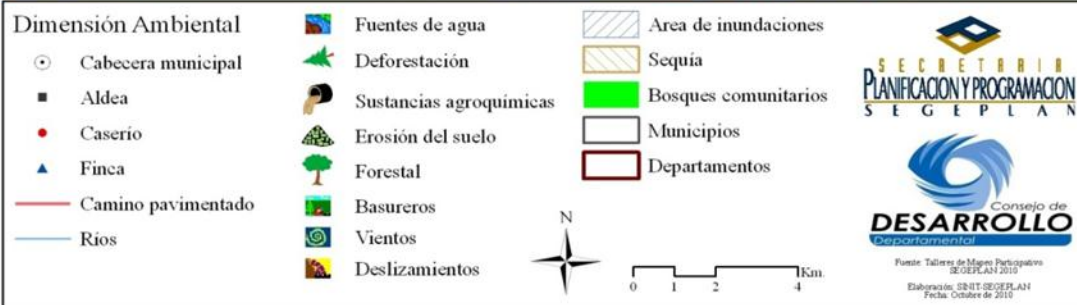 Dimensión Ambiental
Cabecera municipal
Aldea
Caserío
Finca
Camino pavimentado
Ríos
Fuentes de agua
Deforestación
Sustancias agroquímicas
Erosión del suelo
Forestal
Basureros
Vientos
Deslizamientos
Area de inundaciones
Sequía
Bosques comunitarios
Municipios
Departamentos
N
Km.
0 1 2 4
SECRETARIA
PLANIFICACION Y PROGRAMACION
SEGEPLAN
Consejo de
DESARROLLO
Departamental
Fuente: Talleres de Mapeo Participativo
SEGEPLAN 2010
Elaboración: SINIT-SEGEPLAN
Fecha: Octubre de 2010